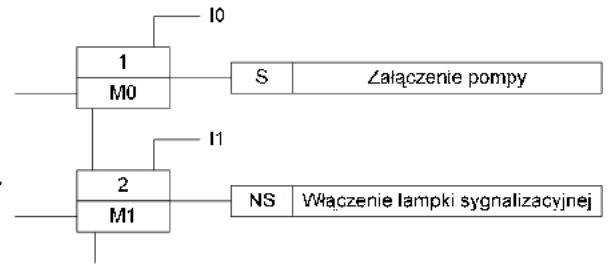 I0
1
M0
S Załączenie pompy
I1
2
M1
NS Włączenie lampki sygnalizacyjnej